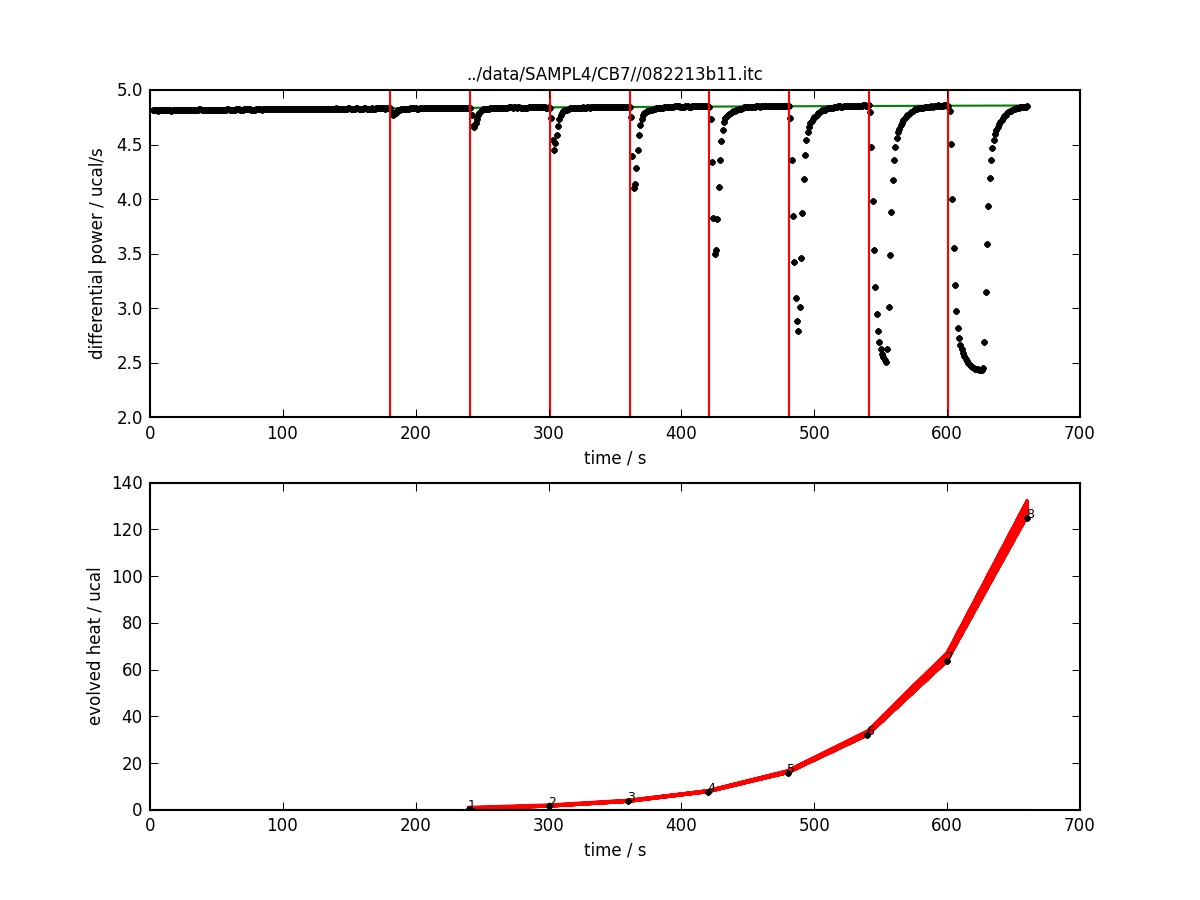 ../data/SAMPL4/CB7//082213b11.itc
5.0
4.5
4.0
3.5
3.0
2.5
2.0
differential power / ucal/s
0 100 200 300 400 500 600 700
time / s
140
120
100
80
60
40
20
0
evolved heat / ucal
1 2 3 4 5 6 7 8
0 100 200 300 400 500 600 700
time / s